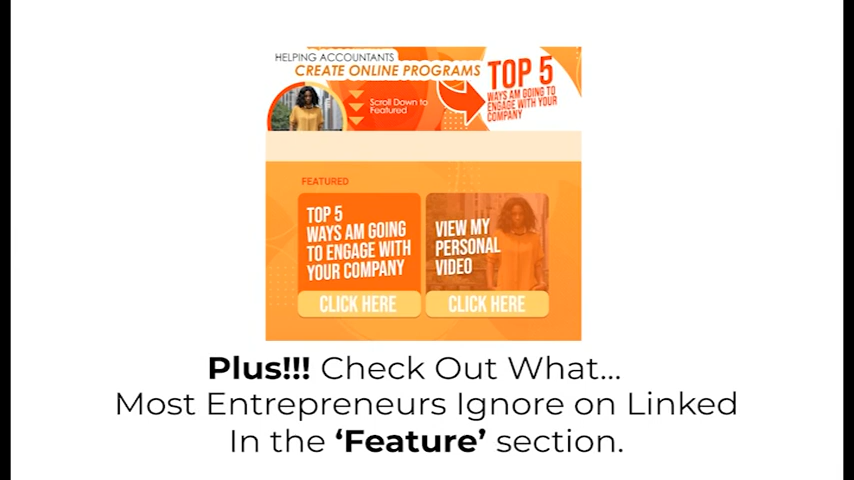 HELPING ACCOUNTANTS
CREATE ONLINE PROGRAMS
Scroll Down to
Featured
TOP 5
WAYS AM GOING TO
ENGAGE WITH YOUR
COMPANY
FEATURED
TOP 5
WAYS AM GOING
TO ENGAGE WITH
YOUR COMPANY
CLICK HERE
VIEW MY
PERSONAL
VIDEO
CLICK HERE
Plus!!! Check Out What...
Most Entrepreneurs Ignore on Linked
In the ‘Feature’ section.